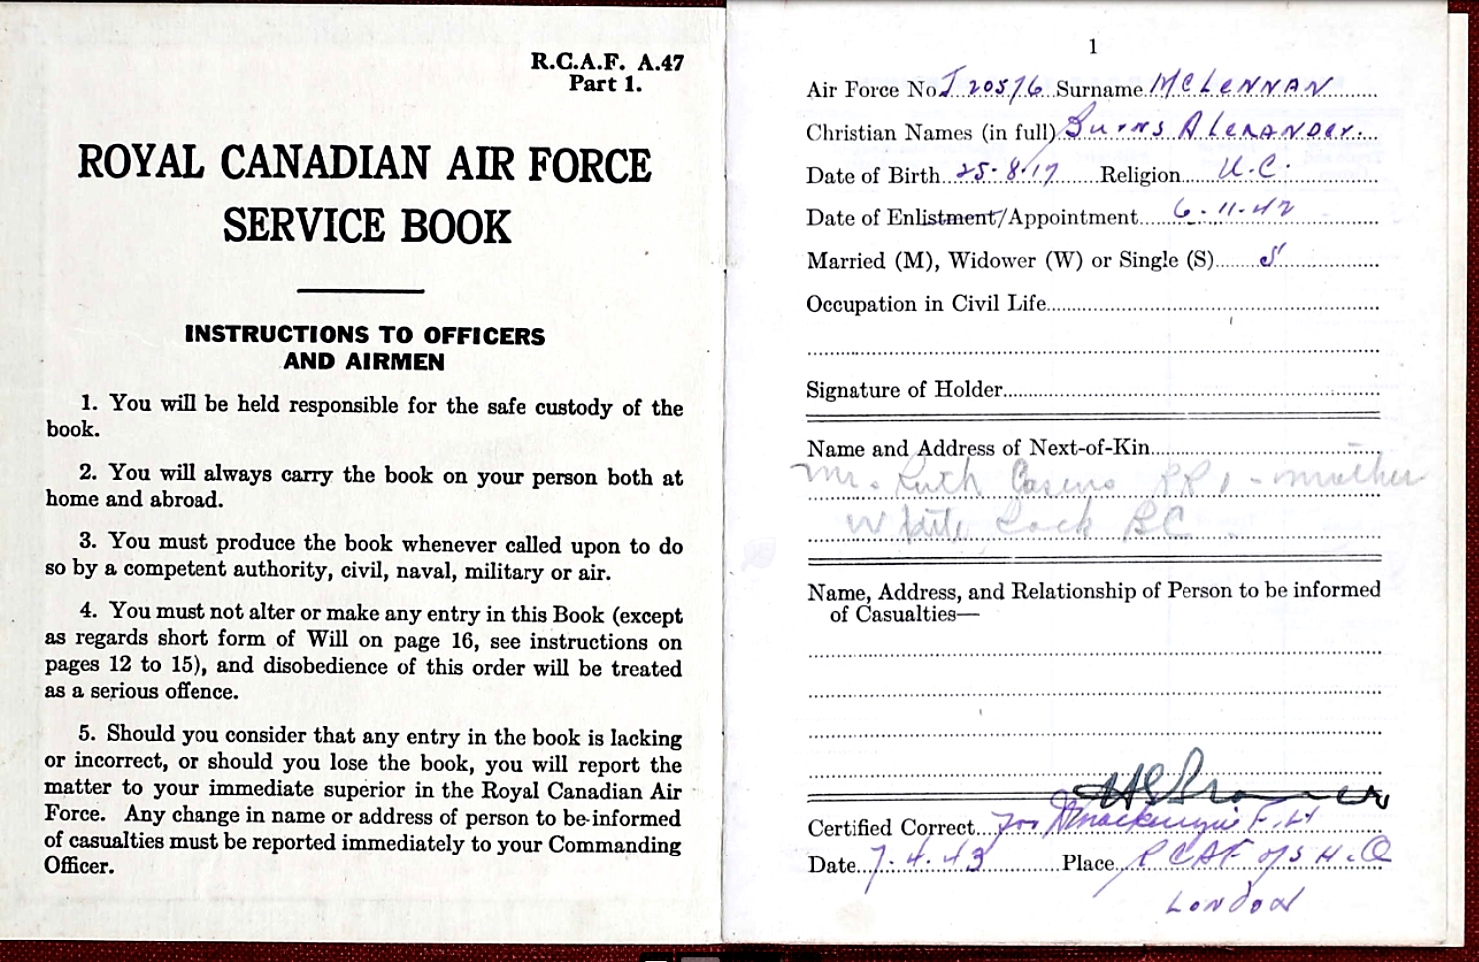 R.C.A.F. A.47
Part 1.
ROYAL CANADIAN AIR FORCE
SERVICE BOOK
INSTRUCTIONS TO OFFICERS
AND AIRMEN
1. You will be held responsible for the safe custody of the
book.
2. You will always carry the book on your person both at
home and abroad.
3. You must produce the book whenever called upon to do
so by a competent authority, civil, naval, military or air.
4. You must not alter or make any entry in this Book (except
as regards short form of Will on page 16, see instructions on
pages 12 to 15), and disobedience of this order will be treated
as a serious offence.
5. Should you consider that any entry in the book is lacking
or incorrect, or should you lose the book, you will report the
matter to your immediate superior in the Royal Canadian Air
Force. Any change in name or address of person to be informed
of casualties must be reported immediately to your Commanding
Officer.
1
Air Force No. J 20576 Surname McLENNAN
Christian Names (in full) Burns Alexander.
Date of Birth 25-8-17 Religion U.C.
Date of Enlistment/Appointment 6-11-42
Married (M), Widower (W) or Single (S) S
Occupation in Civil Life
Signature of Holder
Name and Address of Next-of-Kin
Mr. Ruth RR 1 - mother
White Rock BC.
Name, Address, and Relationship of Person to be informed
of Casualties—
Certified Correct for Mackenzie F/Lt
Date 7.4.43 Place RCAF o/s H.Q
London